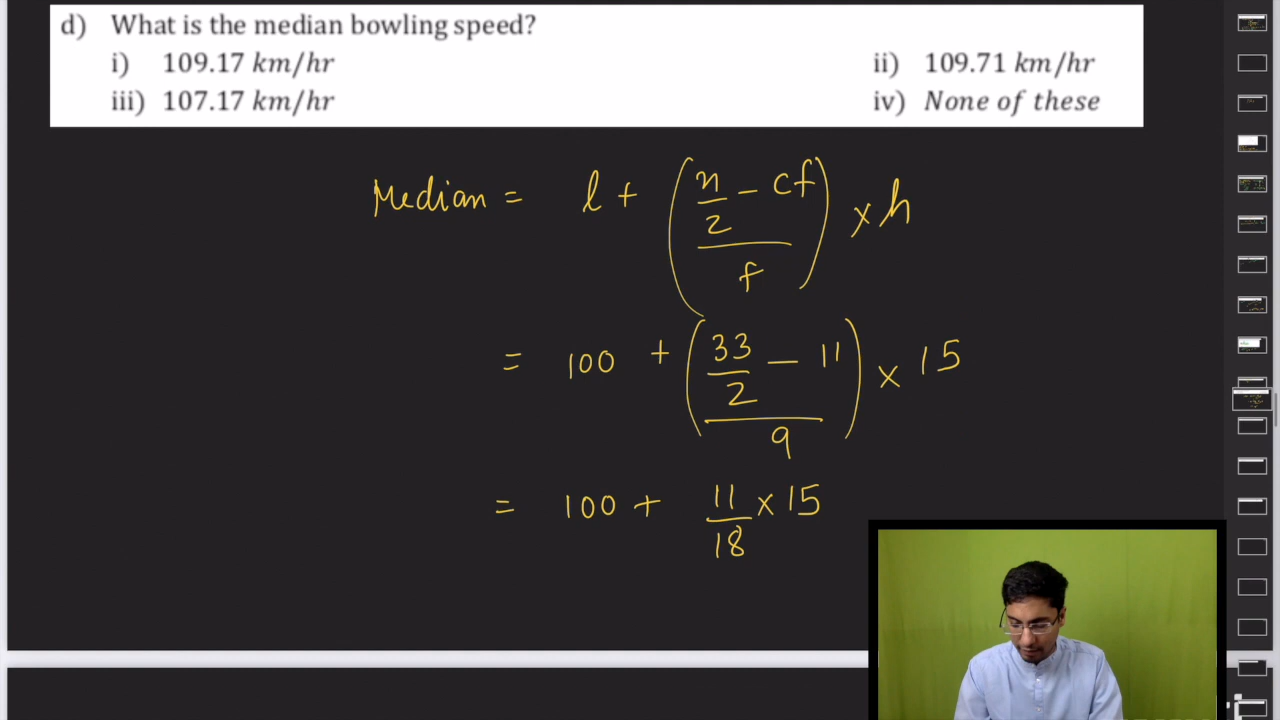 d) What is the median bowling speed?
i) 109.17 km/hr ii) 109.71 km/hr
iii) 107.17 km/hr iv) None of these
Median = l + ( (n/2 - cf) / f ) × h
= 100 + ( (33/2 - 11) / 9 ) × 15
= 100 + 11/18 × 15